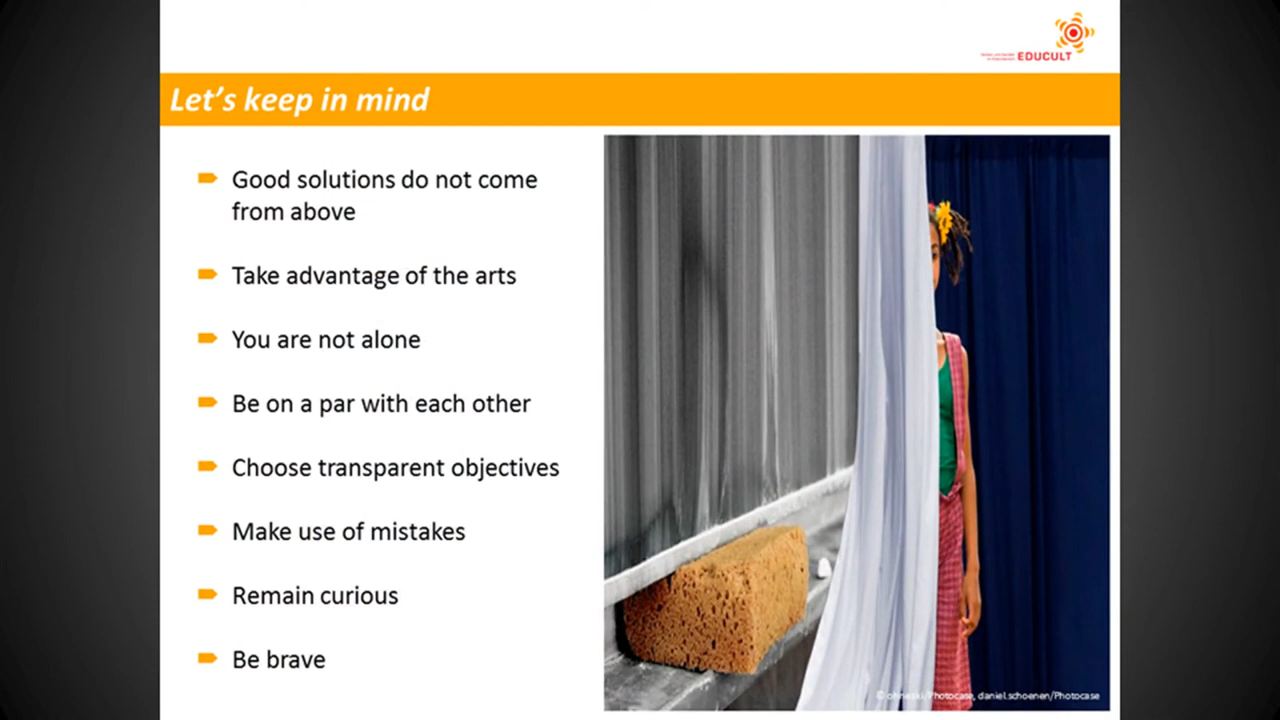 EDUCULT
Let's keep in mind
Good solutions do not come
from above
Take advantage of the arts
You are not alone
Be on a par with each other
Choose transparent objectives
Make use of mistakes
Remain curious
Be brave
/Photocase, daniel.schoenen/Photocase